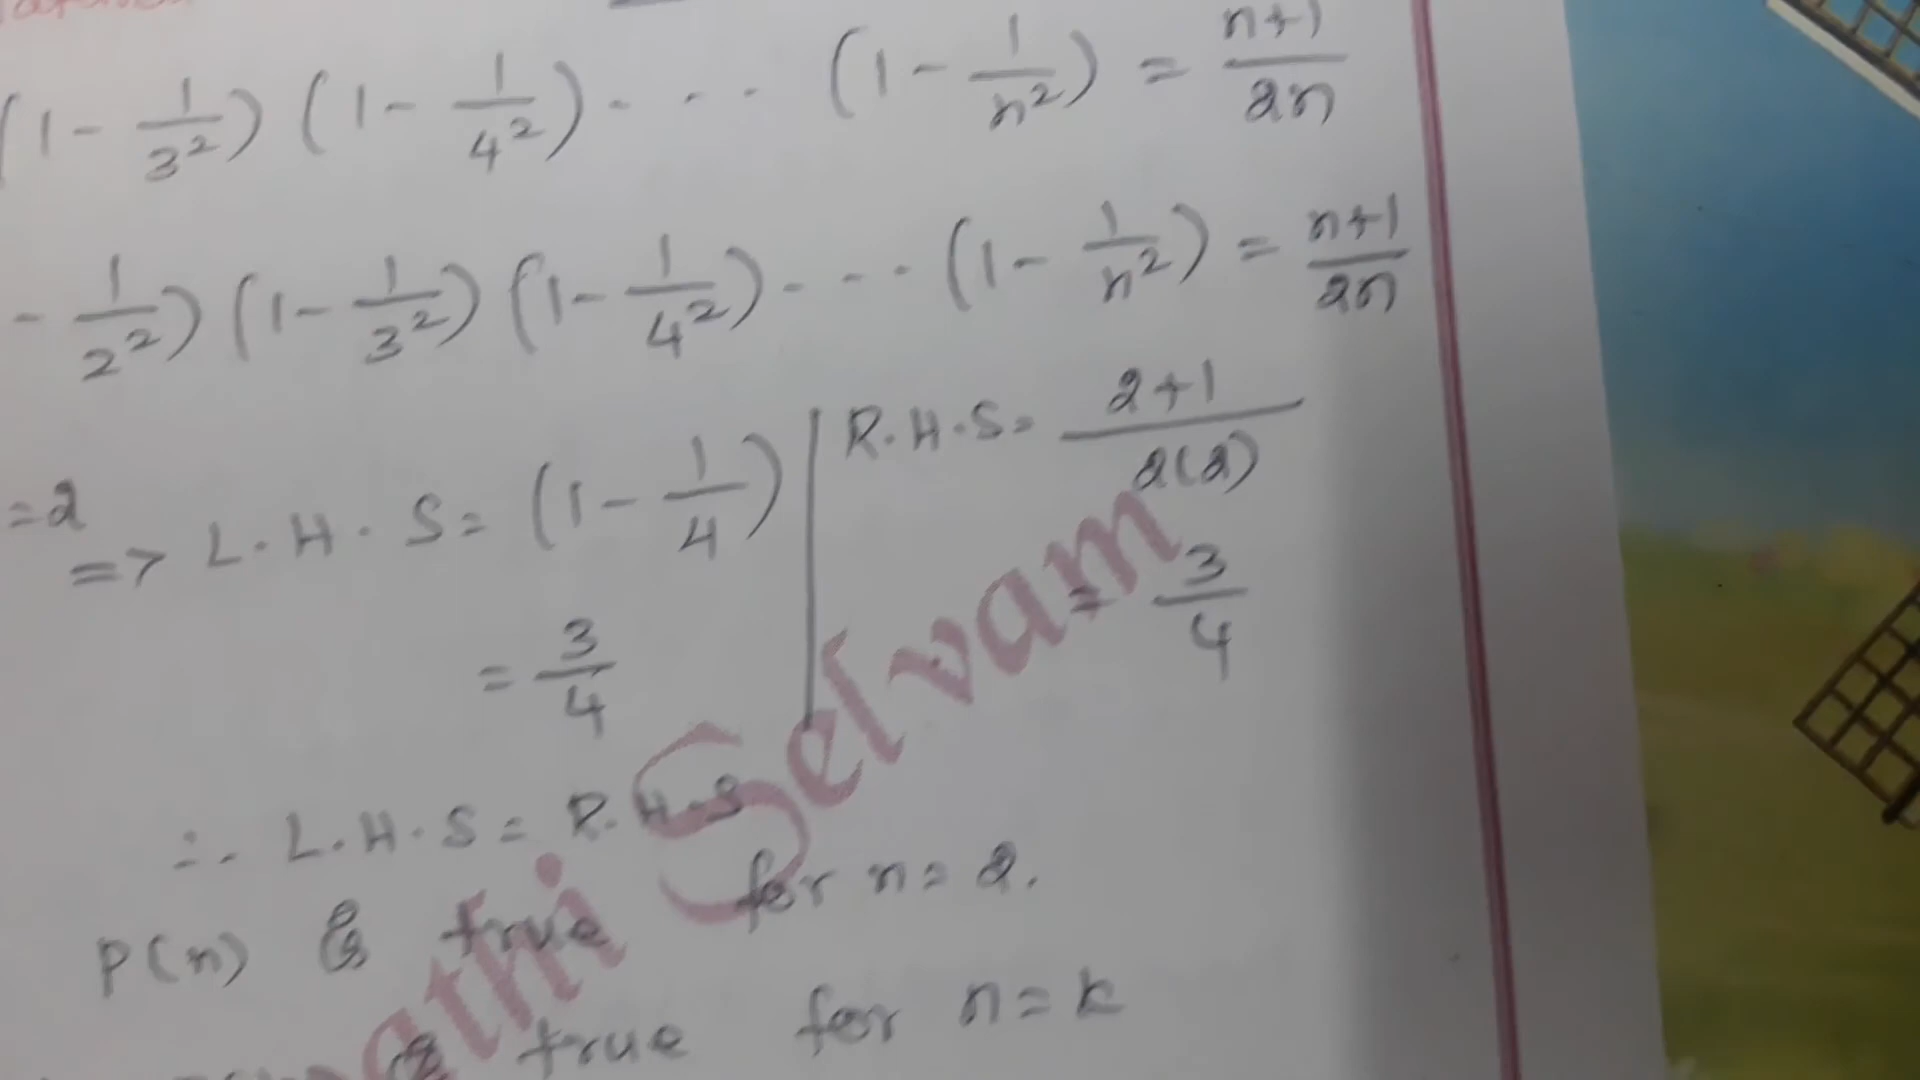 (1 - 1/3²) (1 - 1/4²) - - - - (1 - 1/n²) = n+1/2n
- 1/2²) (1 - 1/3²) (1 - 1/4²) - - - - (1 - 1/n²) = n+1/2n
=2 => L.H.S = (1 - 1/4) | R.H.S = 2+1/2(2)
= 3/4 | = 3/4
∴ L.H.S = R.H.S
P(n) is true for n = 2.
is true for n = k
Selvam